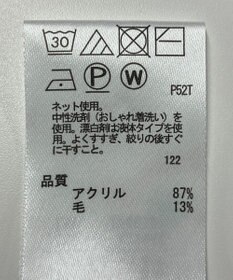 30
P W P52T
ネット使用。
中性洗剤（おしゃれ着洗い）を
使用。漂白剤は液体タイプを使
用。よくすすぎ、絞りの後すぐ
に干すこと。
122
品質
アクリル 87%
毛 13%